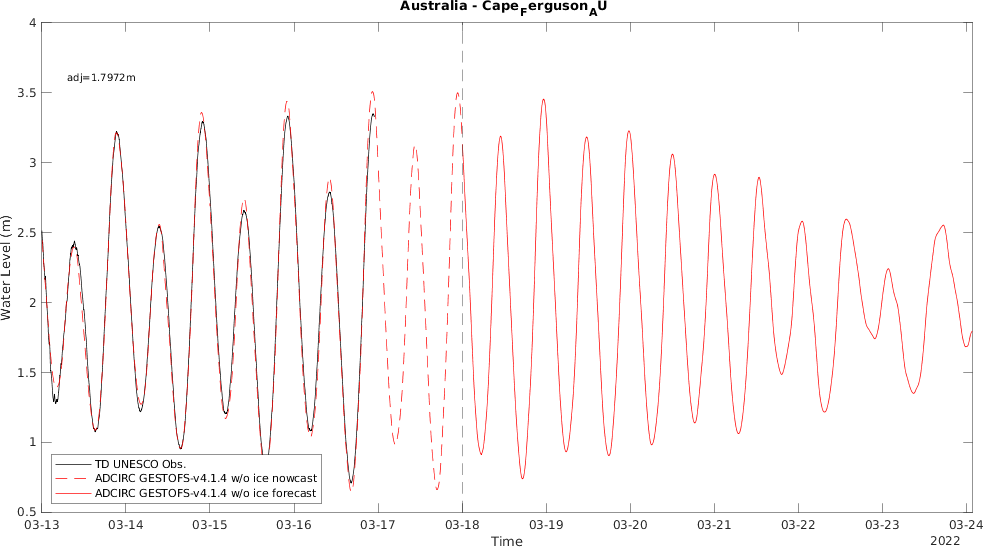 Australia - Cape_Ferguson_AU
adj=1.7972m
Water Level (m)
4
3.5
3
2.5
2
1.5
1
0.5
TD UNESCO Obs.
ADCIRC GESTOFS-v4.1.4 w/o ice nowcast
ADCIRC GESTOFS-v4.1.4 w/o ice forecast
03-13 03-14 03-15 03-16 03-17 03-18 03-19 03-20 03-21 03-22 03-23 03-24
Time
2022